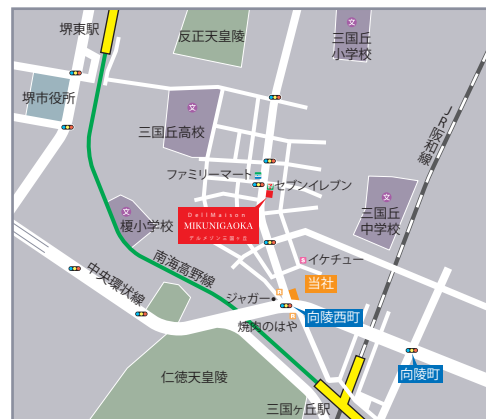 堺東駅
反正天皇陵
三国丘
小学校
堺市役所
三国丘高校
JR阪和線
ファミリーマート
セブンイレブン
DellMaison
MIKUNIGAOKA
デルメゾン三国ヶ丘
三国丘
中学校
榎小学校
イケチュー
南海高野線
中央環状線
当社
ジャガー
向陵西町
焼肉のはや
向陵町
仁徳天皇陵
三国ヶ丘駅